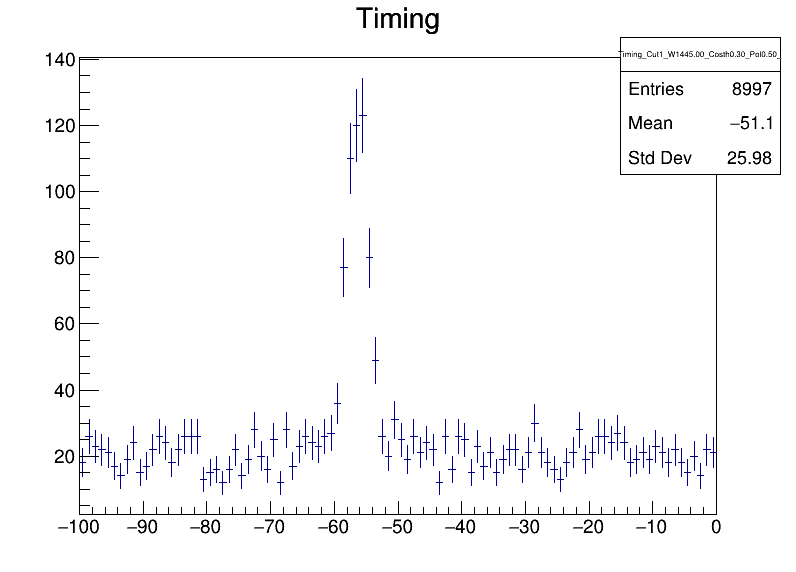 Timing
Timing_Cut1_W1445.00_Costh0.30_Pol0.50_
Entries 8997
Mean −51.1
Std Dev 25.98
140
120
100
80
60
40
20
−100 −90 −80 −70 −60 −50 −40 −30 −20 −10 0